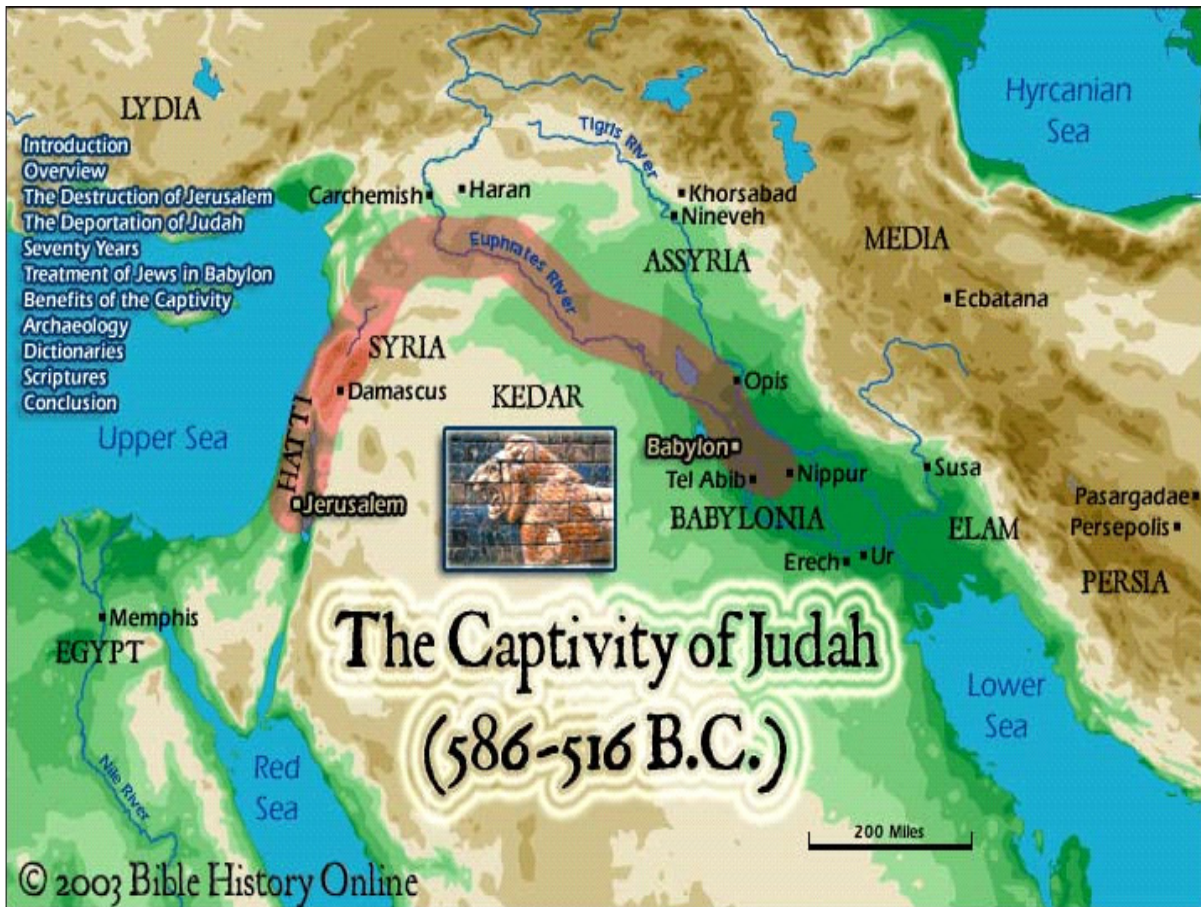 LYDIA
Hyrcanian
Sea
Introduction
Overview
The Destruction of Jerusalem
The Deportation of Judah
Seventy Years
Treatment of Jews in Babylon
Benefits of the Captivity
Archaeology
Dictionaries
Scriptures
Conclusion
Tigris River
Carchemish
Haran
Khorsabad
Nineveh
MEDIA
Euphrates River
ASSYRIA
Ecbatana
SYRIA
Damascus
KEDAR
Opis
Upper Sea
HATTI
Babylon
Tel Abib
Nippur
Susa
Jerusalem
BABYLONIA
ELAM
Pasargadae
Persepolis
Erech
Ur
PERSIA
Memphis
EGYPT
The Captivity of Judah
(586-516 B.C.)
Lower
Sea
Red
Sea
Nile River
200 Miles
© 2003 Bible History Online